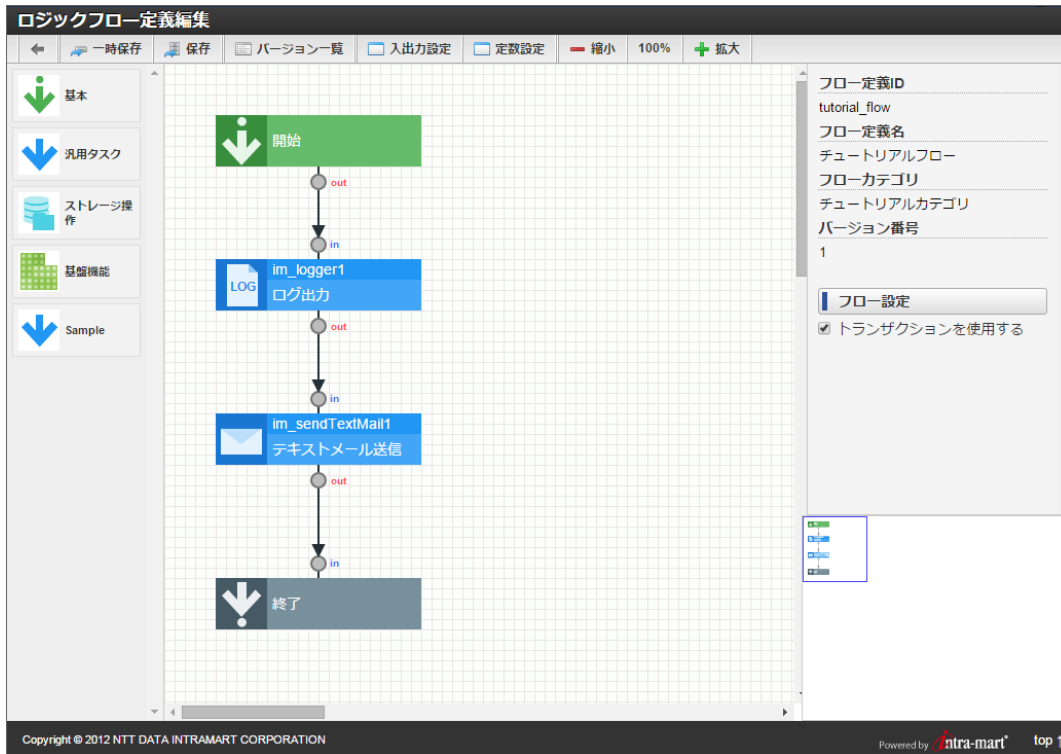 ロジックフロー定義編集
一時保存 保存 バージョン一覧 入出力設定 定数設定 縮小 100% 拡大
基本
汎用タスク
ストレージ操
作
基盤機能
Sample
開始
out
in
im_logger1
LOG
ログ出力
out
in
im_sendTextMail1
テキストメール送信
out
in
終了
フロー定義ID
tutorial_flow
フロー定義名
チュートリアルフロー
フローカテゴリ
チュートリアルカテゴリ
バージョン番号
1
フロー設定
トランザクションを使用する
Copyright © 2012 NTT DATA INTRAMART CORPORATION
Powered by intra-mart
top